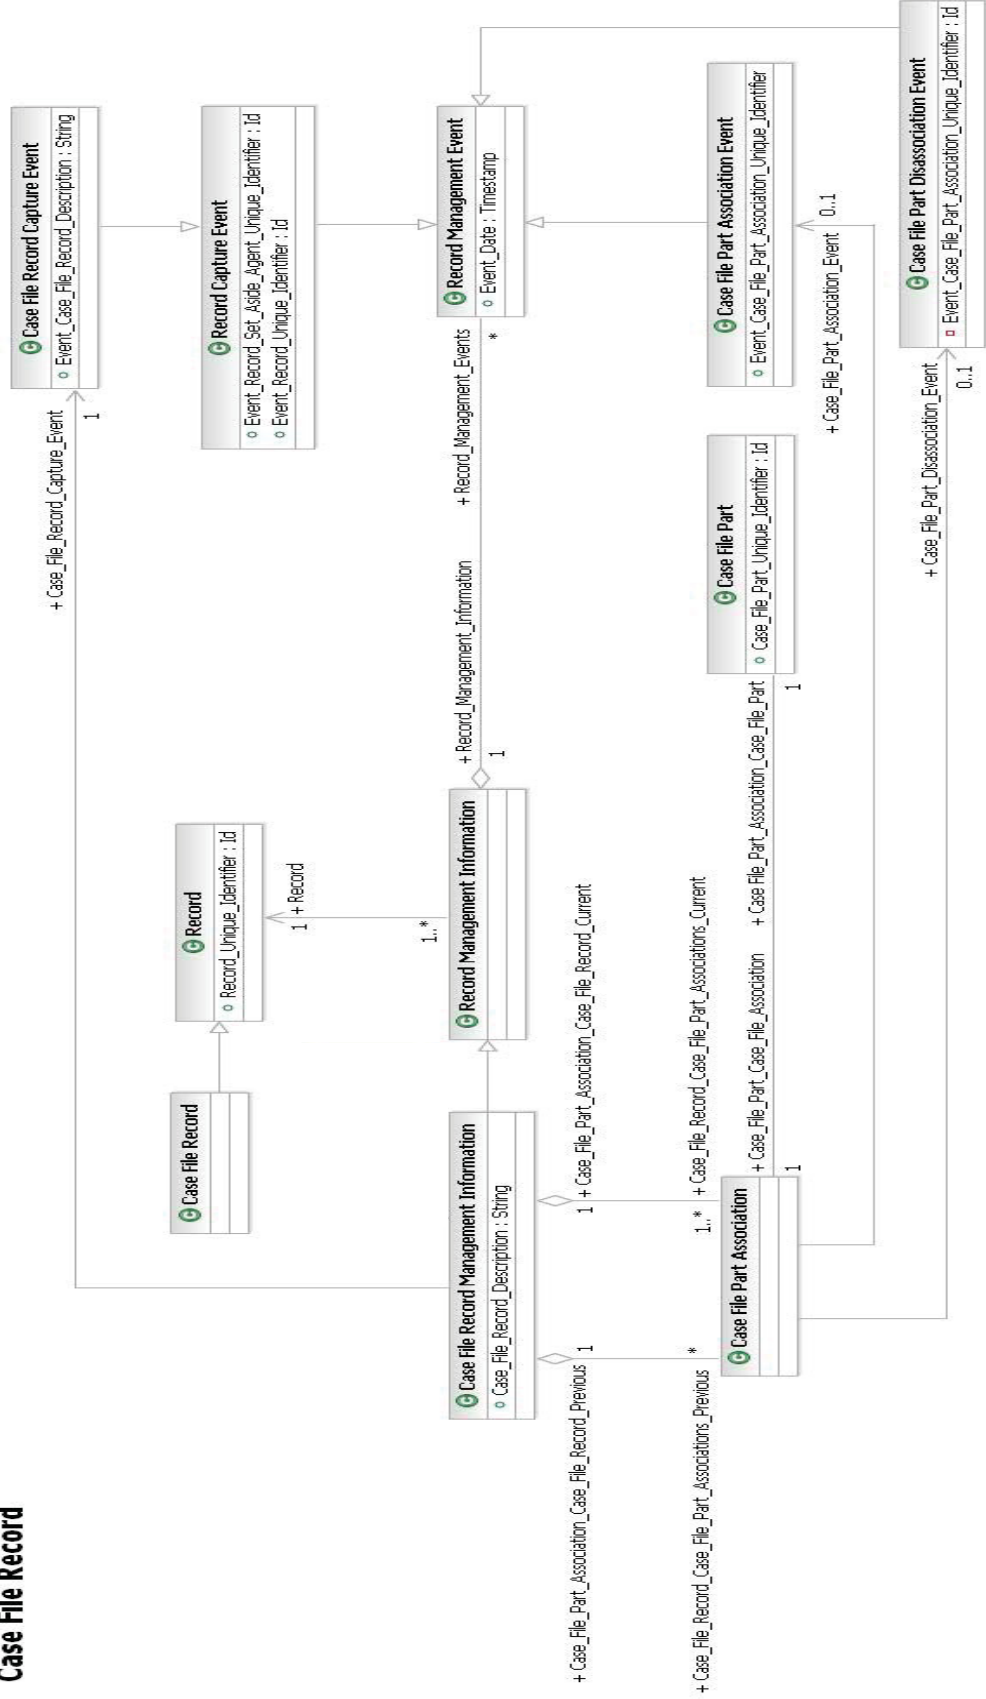 Case File Record
Case File Record Capture Event
Event_Case_File_Record_Description : String
+ Case_File_Record_Capture_Event
1
Record Capture Event
Event_Record_Set_Aside_Agent_Unique_Identifier : Id
Event_Record_Unique_Identifier : Id
Case File Record
Record
Record_Unique_Identifier : Id
1 + Record
1..*
Case File Record Management Information
Case_File_Record_Description : String
Record Management Information
+ Record_Management_Information
1
+ Record_Management_Events
*
Record Management Event
Event_Date : Timestamp
+ Case_File_Part_Association_Case_File_Record_Previous
1
1 + Case_File_Part_Association_Case_File_Record_Current
+ Case_File_Record_Case_File_Part_Associations_Previous
*
1..*
+ Case_File_Record_Case_File_Part_Associations_Current
Case File Part Association
+ Case_File_Part_Case_File_Association
1
+ Case File_Part_Association_Case_File_Part
1
Case File Part
Case_File_Part_Unique_Identifier : Id
Case File Part Association Event
Event_Case_File_Part_Association_Unique_Identifier
+ Case_File_Part_Association_Event
0..1
+ Case_File_Part_Disassociation_Event
0..1
Case File Part Disassociation Event
Event_Case_File_Part_Association_Unique_Identifier : Id